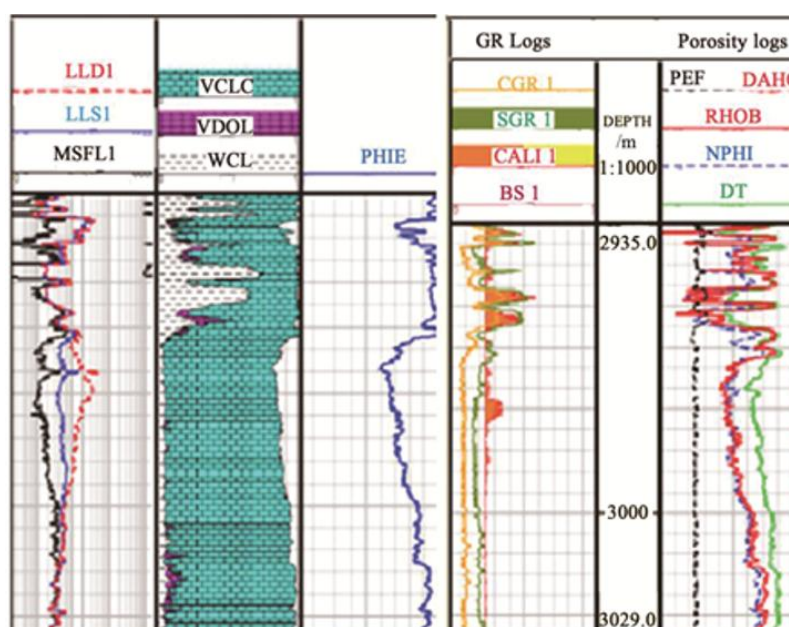 LLD1
LLS1
MSFL1
VCLC
VDOL
WCL
PHIE
GR Logs
Porosity logs
CGR 1
SGR 1
CALI 1
BS 1
DEPTH
/m
1:1000
PEF
RHOB
NPHI
DT
2935.0
3000
3029.0